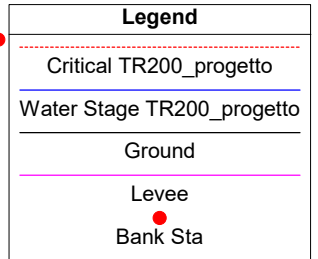 Legend
Critical TR200_progetto
Water Stage TR200_progetto
Ground
Levee
Bank Sta